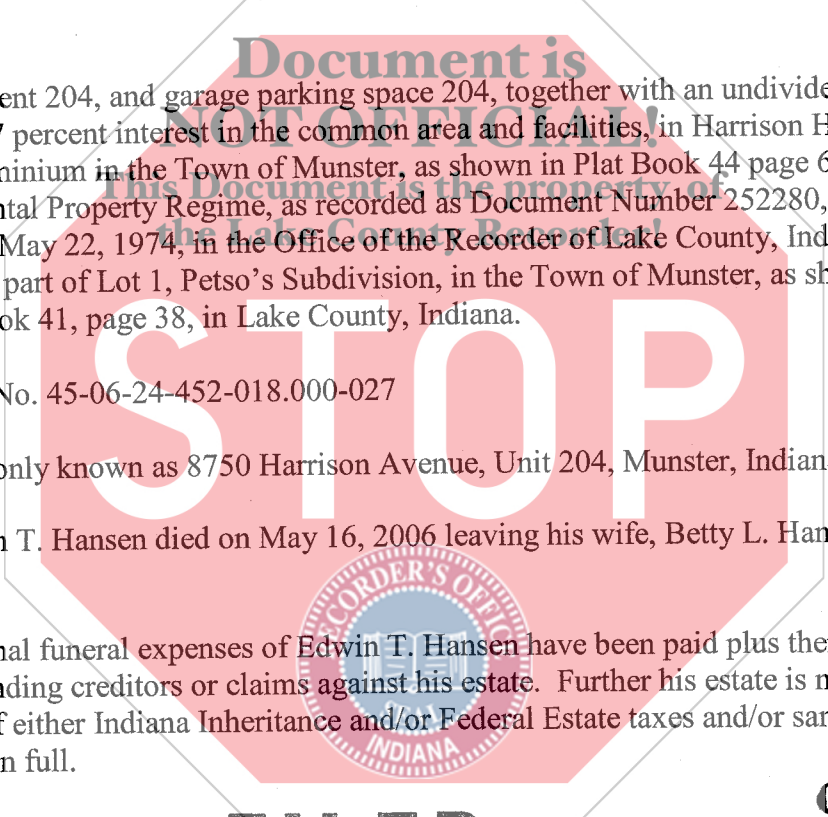 Document is
ent 204, and garage parking space 204, together with an undivide
NOT OFFICIAL!
percent interest in the common area and facilities, in Harrison H
minium in the Town of Munster, as shown in Plat Book 44 page 6
This Document is the property of
ntal Property Regime, as recorded as Document Number 252280,
the Lake County Recorder!
May 22, 1974, in the Office of the Recorder of Lake County, Ind
part of Lot 1, Petso's Subdivision, in the Town of Munster, as sh
ok 41, page 38, in Lake County, Indiana.
STOP
No. 45-06-24-452-018.000-027
only known as 8750 Harrison Avenue, Unit 204, Munster, Indian
T. Hansen died on May 16, 2006 leaving his wife, Betty L. Han
RECORDER'S OFFICE
nal funeral expenses of Edwin T. Hansen have been paid plus the
ding creditors or claims against his estate. Further his estate is n
f either Indiana Inheritance and/or Federal Estate taxes and/or sa
SEAL
INDIANA
n full.